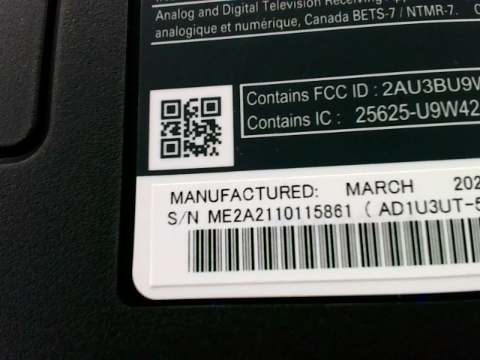 Analog and Digital Television Receiving
analogique et numérique, Canada BETS-7 / NTMR-7.
Contains FCC ID : 2AU3BU9W
Contains IC : 25625-U9W42
MANUFACTURED: MARCH 202
S/N ME2A2110115861 ( AD1U3UT-5